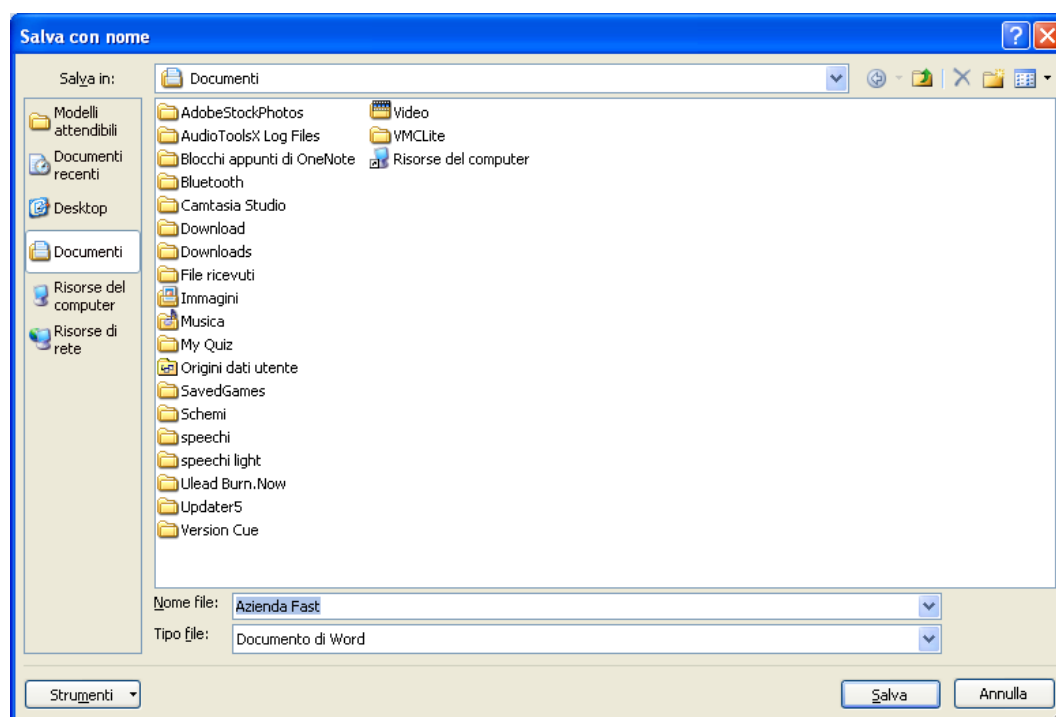 Salva con nome
Salva in:
Documenti
Modelli
attendibili
Documenti
recenti
Desktop
Documenti
Risorse del
computer
Risorse di
rete
AdobeStockPhotos
AudioToolsX Log Files
Blocchi appunti di OneNote
Bluetooth
Camtasia Studio
Download
Downloads
File ricevuti
Immagini
Musica
My Quiz
Origini dati utente
SavedGames
Schemi
speechi
speechi light
Ulead Burn.Now
Updater5
Version Cue
Video
VMCLite
Risorse del computer
Nome file:
Azienda Fast
Tipo file:
Documento di Word
Strumenti
Salva
Annulla